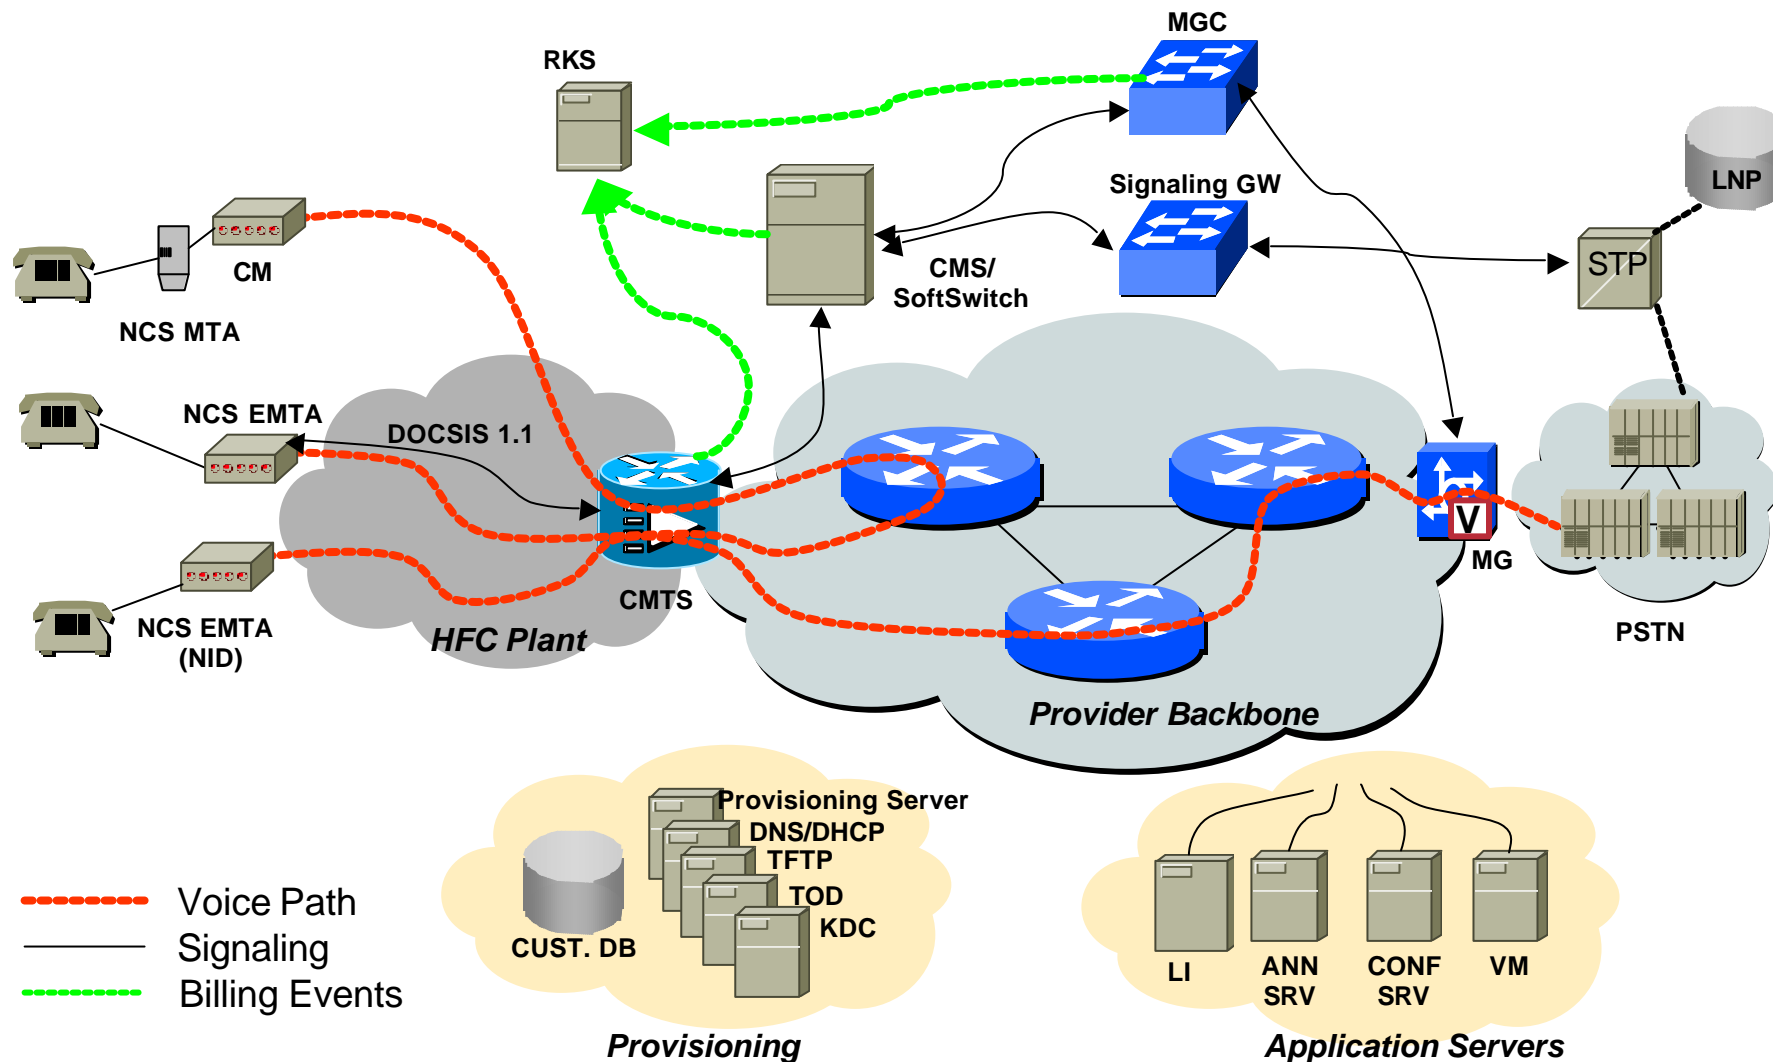 MGC
RKS
LNP
Signaling GW
STP
CM
CMS/
SoftSwitch
NCS MTA
NCS EMTA
DOCSIS 1.1
V
MG
CMTS
NCS EMTA
(NID)
HFC Plant
PSTN
Provider Backbone
Provisioning Server
DNS/DHCP
TFTP
TOD
KDC
CUST. DB
Voice Path
Signaling
Billing Events
LI
ANN
SRV
CONF
SRV
VM
Provisioning
Application Servers